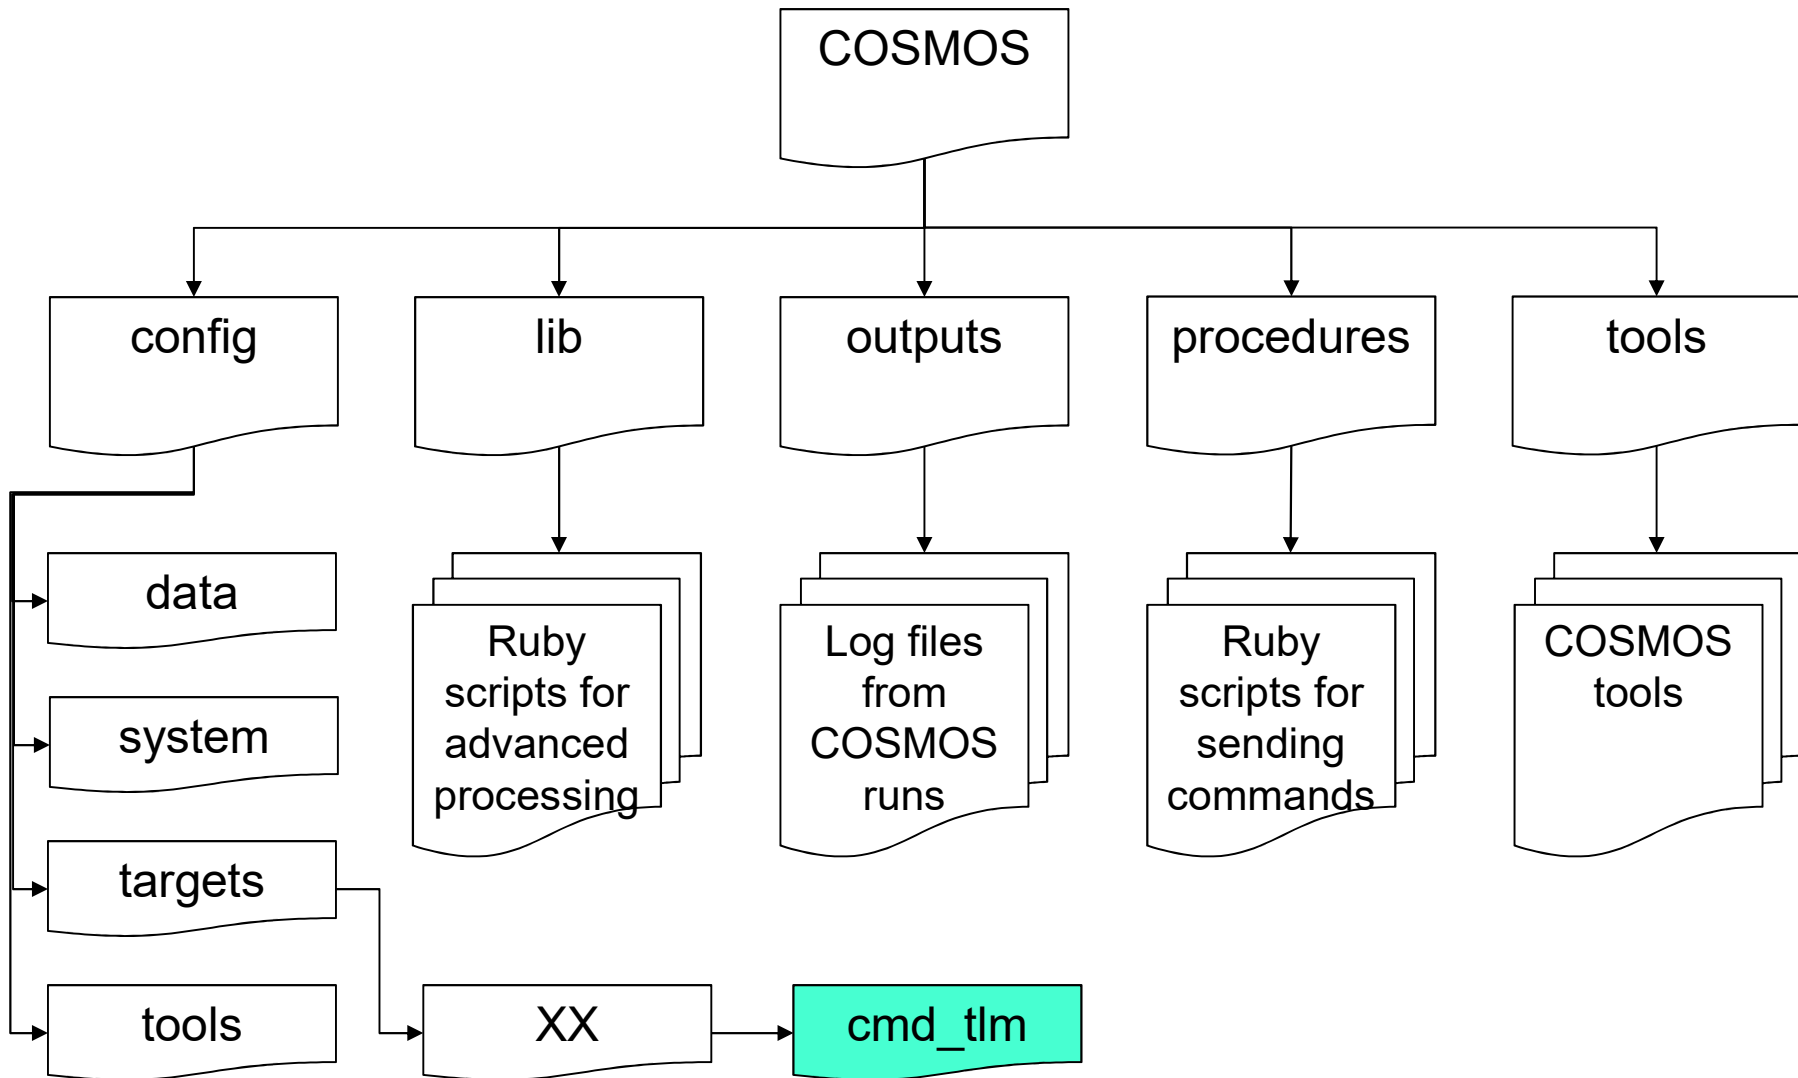 COSMOS
config
lib
outputs
procedures
tools
data
system
targets
tools
Ruby
scripts for
advanced
processing
Log files
from
COSMOS
runs
Ruby
scripts for
sending
commands
COSMOS
tools
XX
cmd_tlm